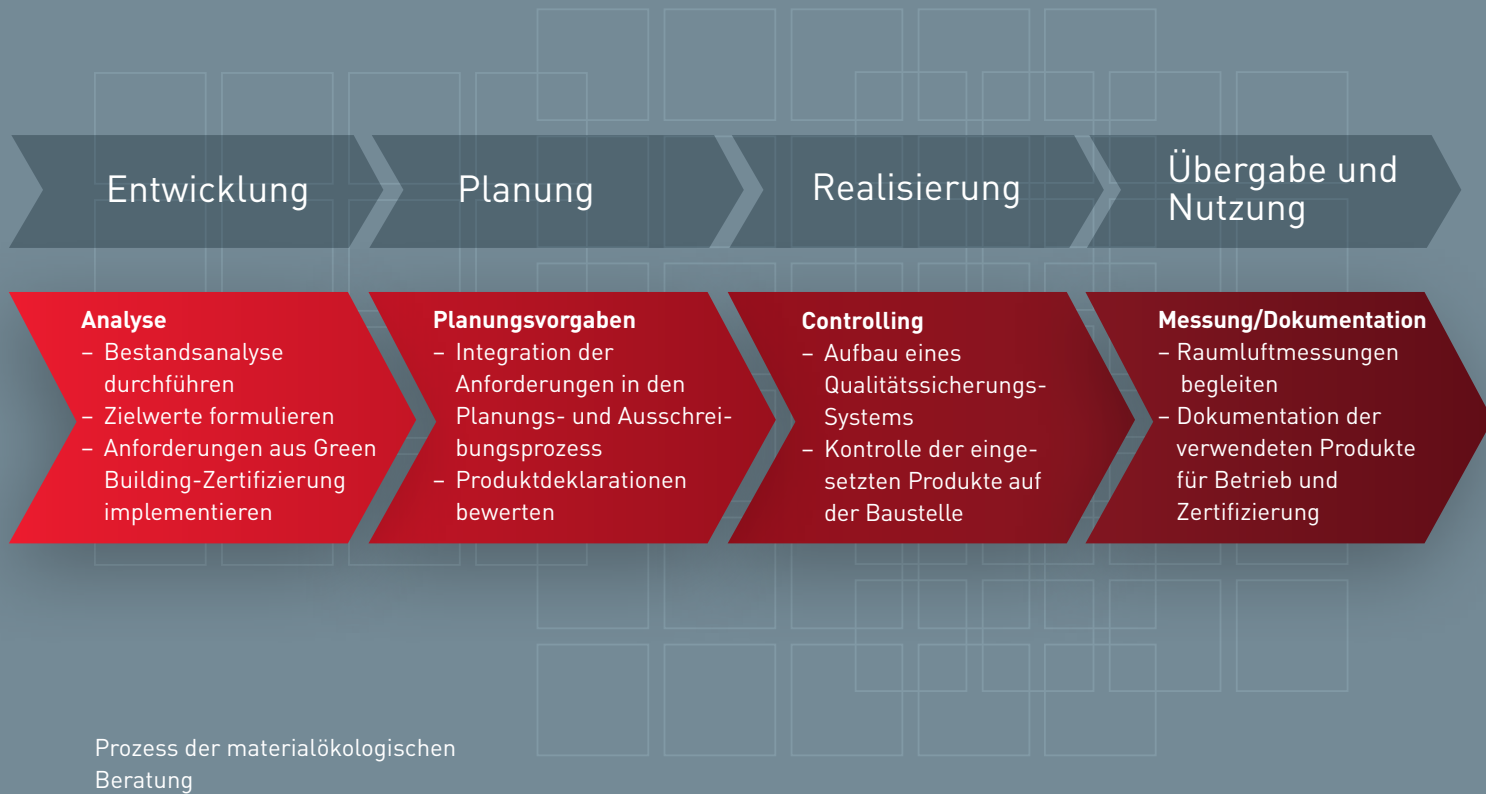 Entwicklung
Planung
Realisierung
Übergabe und
Nutzung
Analyse
– Bestandsanalyse
durchführen
– Zielwerte formulieren
– Anforderungen aus Green
Building-Zertifizierung
implementieren
Planungsvorgaben
– Integration der
Anforderungen in den
Planungs- und Ausschrei-
bungsprozess
– Produktdeklarationen
bewerten
Controlling
– Aufbau eines
Qualitätssicherungs-
Systems
– Kontrolle der einge-
setzten Produkte auf
der Baustelle
Messung/Dokumentation
– Raumluftmessungen
begleiten
– Dokumentation der
verwendeten Produkte
für Betrieb und
Zertifizierung
Prozess der materialökologischen
Beratung